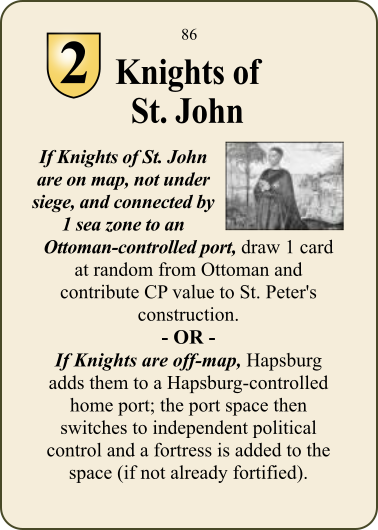 86
2
Knights of
St. John
If Knights of St. John
are on map, not under
siege, and connected by
1 sea zone to an
Ottoman-controlled port, draw 1 card
at random from Ottoman and
contribute CP value to St. Peter's
construction.
- OR -
If Knights are off-map, Hapsburg
adds them to a Hapsburg-controlled
home port; the port space then
switches to independent political
control and a fortress is added to the
space (if not already fortified).